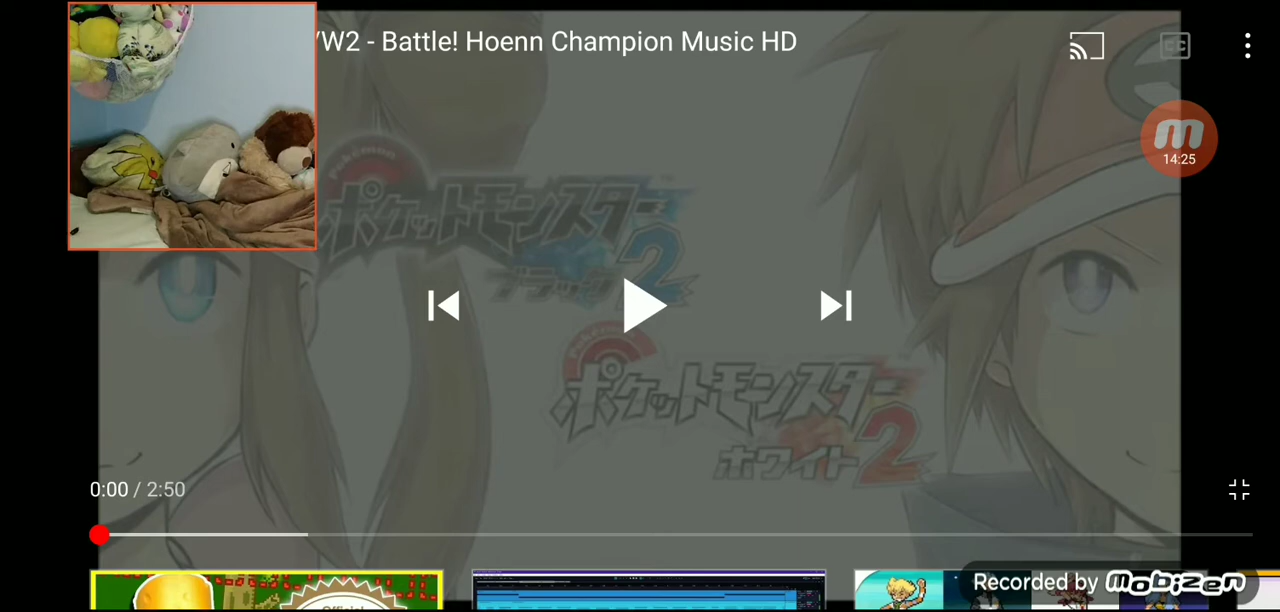 /W2 - Battle! Hoenn Champion Music HD
CC
14:25
ポケットモンスター
ブラック2
ポケットモンスター
ホワイト2
0:00 / 2:50
Official
Recorded by mobizen